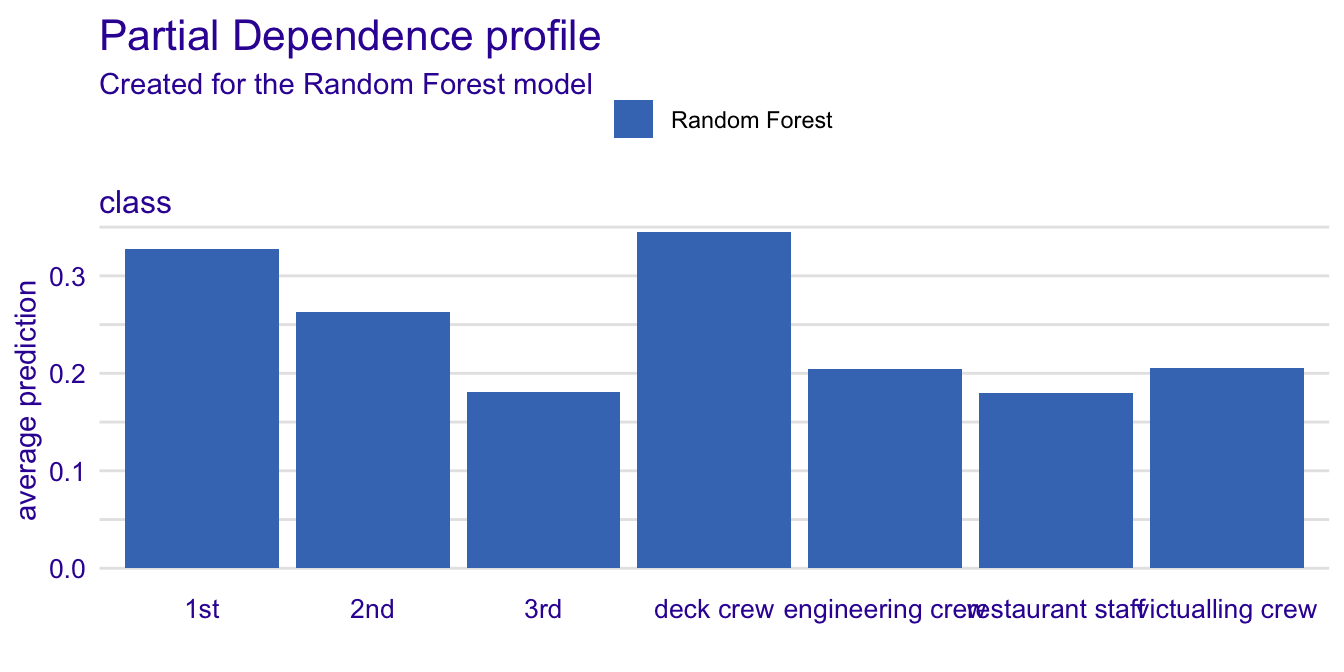 Partial Dependence profile
Created for the Random Forest model
Random Forest
class
average prediction
0.3
0.2
0.1
0.0
1st 2nd 3rd deck crew engineering crew restaurant staff victualling crew